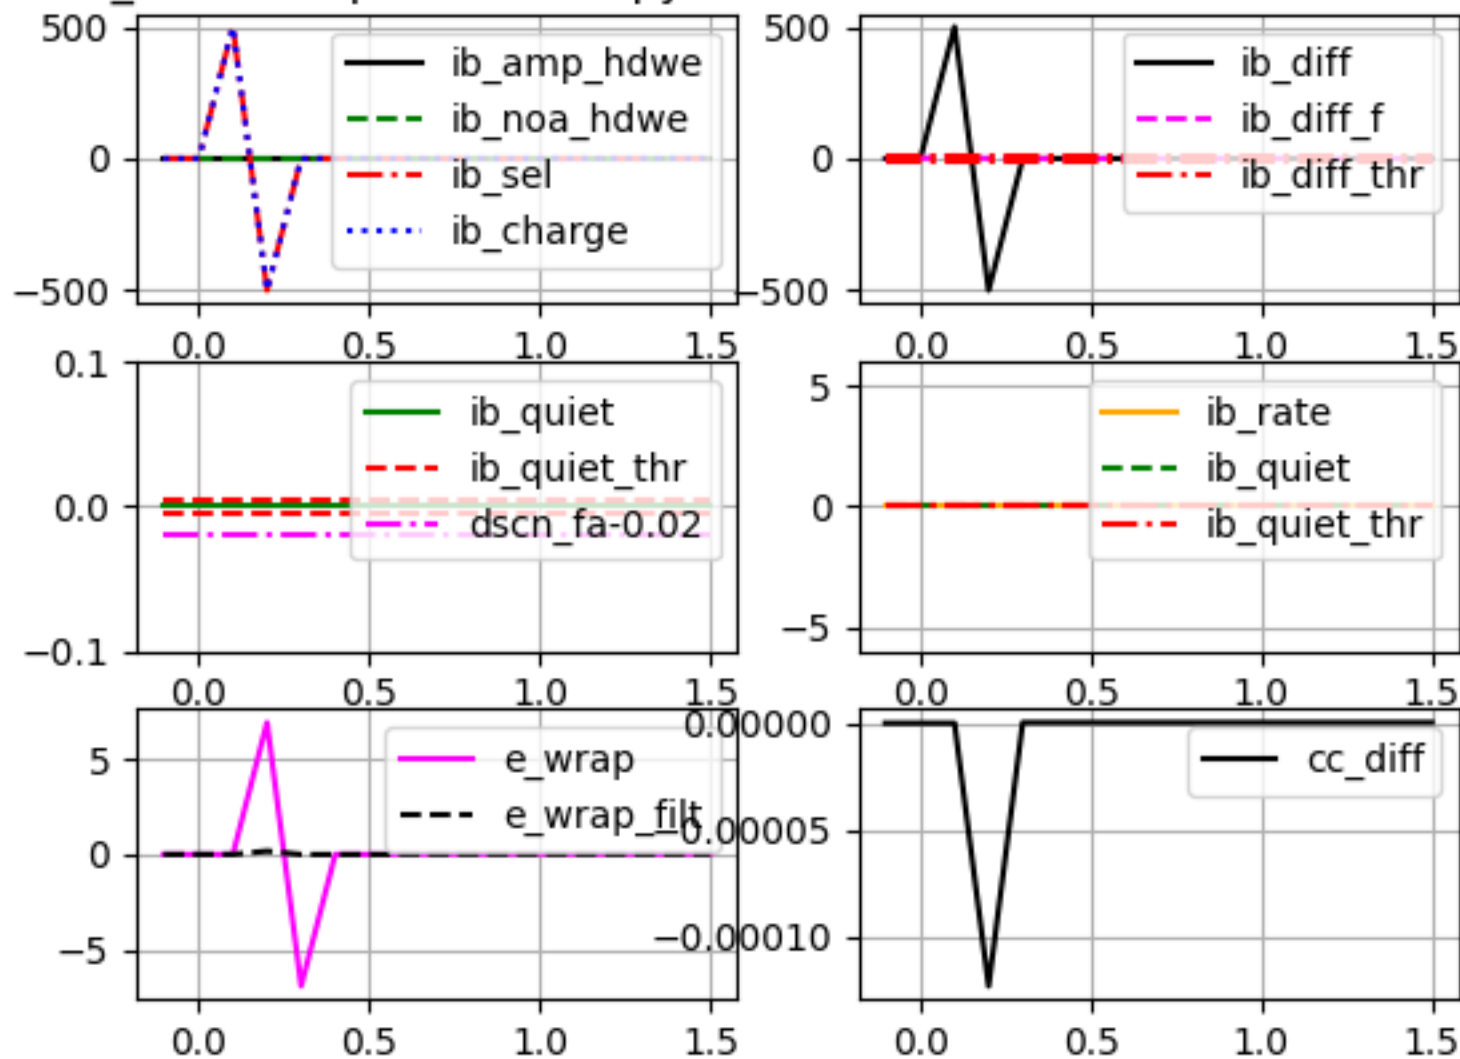 500
0
−500
ib_amp_hdwe
ib_noa_hdwe
ib_sel
ib_charge
0.0 0.5 1.0 1.5
500
0
−500
ib_diff
ib_diff_f
ib_diff_thr
0.0 0.5 1.0 1.5
0.1
0.0
−0.1
ib_quiet
ib_quiet_thr
dscn_fa-0.02
0.0 0.5 1.0 1.5
5
0
−5
ib_rate
ib_quiet
ib_quiet_thr
0.0 0.5 1.0 1.5
5
0
−5
e_wrap
e_wrap_filt
0.0 0.5 1.0 1.5
0.00000
−0.00005
−0.00010
cc_diff
0.0 0.5 1.0 1.5